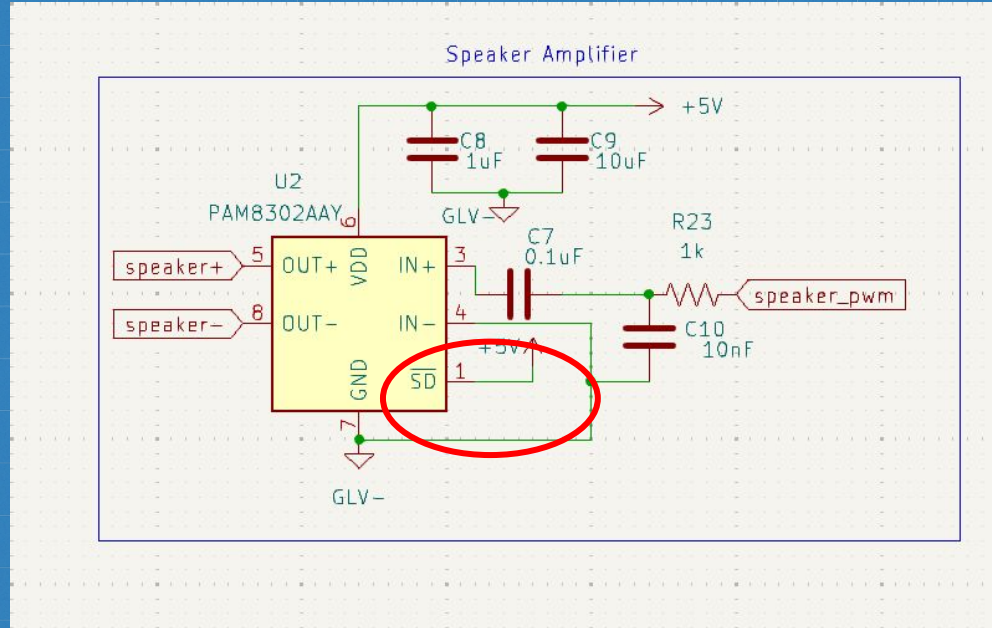 Speaker Amplifier
+5V
C8
1uF
C9
10uF
U2
PAM8302AAY
GLV-
6
VDD
C7
0.1uF
R23
1k
speaker+
5
OUT+
IN+
3
speaker_pwm
speaker-
8
OUT-
IN-
4
C10
10nF
+5V
SD
1
GND
7
GLV-